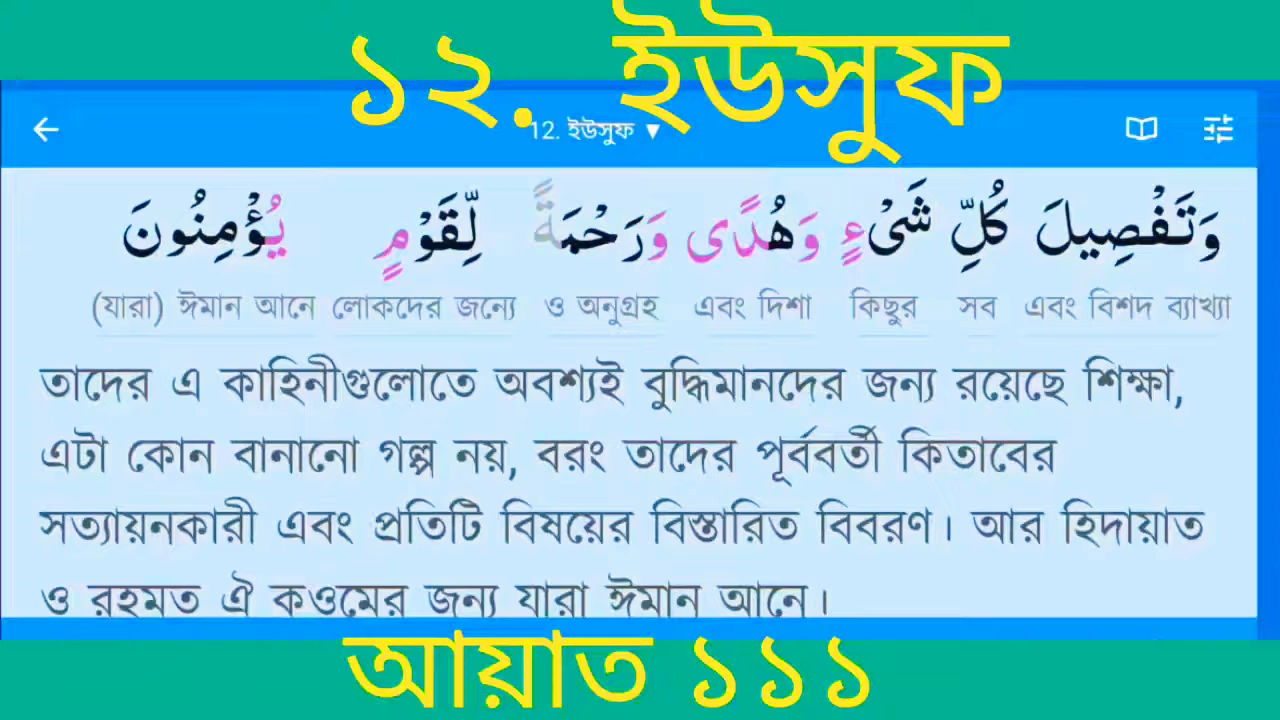 ১২. ইউসুফ
12. ইউসুফ ▼
وَتَفْصِيلَ كُلِّ شَىْءٍ وَهُدًى وَرَحْمَةً لِّقَوْمٍ يُؤْمِنُونَ
এবং বিশদ ব্যাখ্যা সব কিছুর এবং দিশা ও অনুগ্রহ লোকদের জন্যে (যারা) ঈমান আনে
তাদের এ কাহিনীগুলোতে অবশ্যই বুদ্ধিমানদের জন্য রয়েছে শিক্ষা,
এটা কোন বানানো গল্প নয়, বরং তাদের পূর্ববর্তী কিতাবের
সত্যায়নকারী এবং প্রতিটি বিষয়ের বিস্তারিত বিবরণ। আর হিদায়াত
ও রহমত ঐ কওমের জন্য যারা ঈমান আনে।
আয়াত ১১১